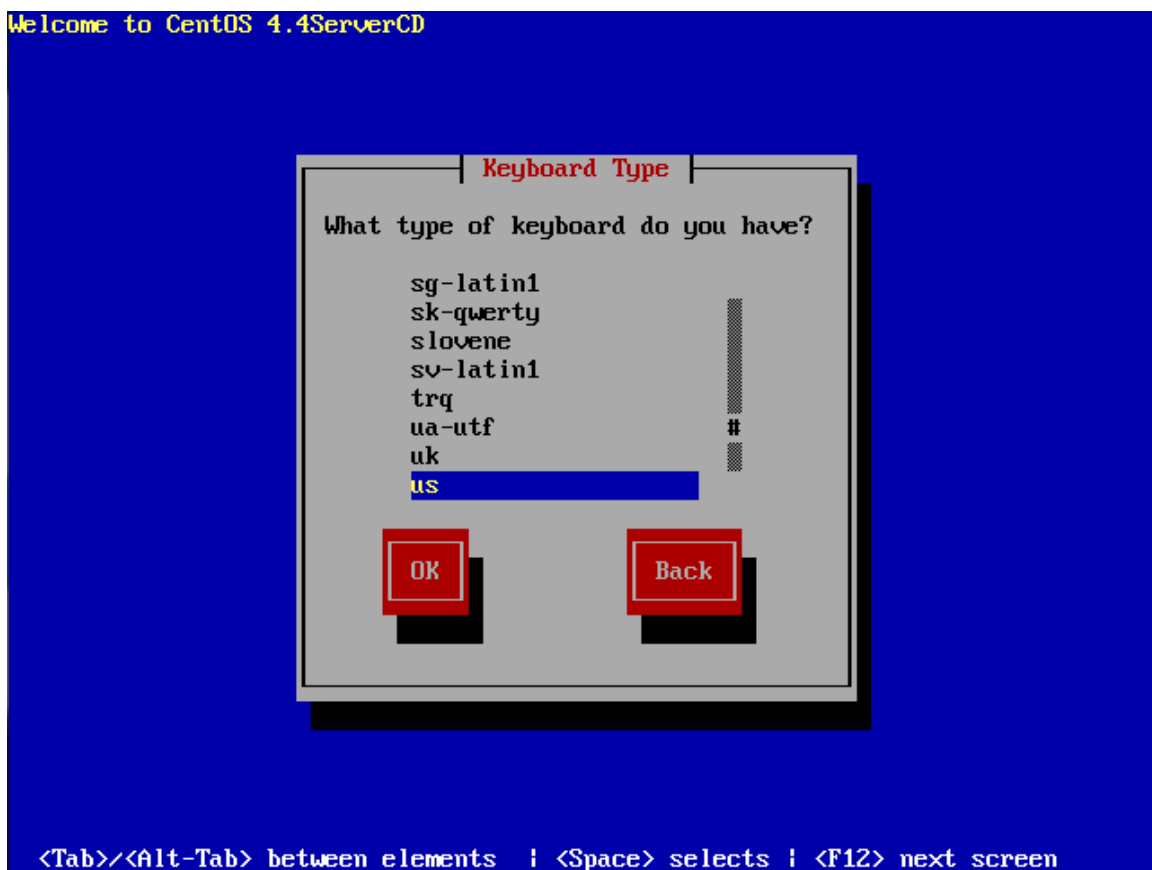 Welcome to CentOS 4.4ServerCD
Keyboard Type
What type of keyboard do you have?
sg-latin1
sk-qwerty
slovene
sv-latin1
trq
ua-utf #
uk
us
OK Back
<Tab>/<Alt-Tab> between elements | <Space> selects | <F12> next screen